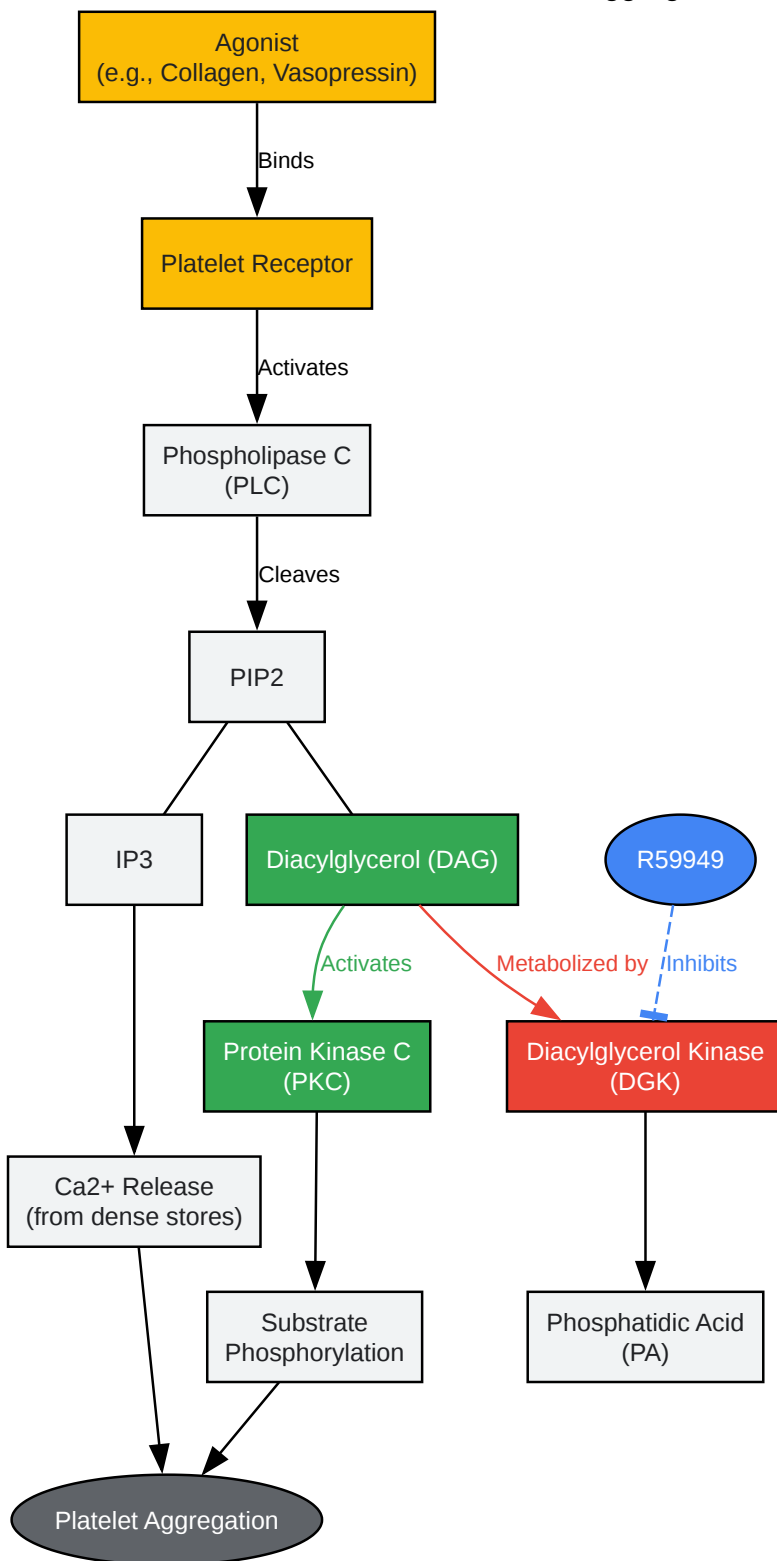 Agonist
(e.g., Collagen, Vasopressin)
Binds
Platelet Receptor
Activates
Phospholipase C
(PLC)
Cleaves
PIP2
IP3
Diacylglycerol (DAG)
R59949
Activates
Metabolized by
Inhibits
Protein Kinase C
(PKC)
Diacylglycerol Kinase
(DGK)
Ca2+ Release
(from dense stores)
Substrate
Phosphorylation
Phosphatidic Acid
(PA)
Platelet Aggregation